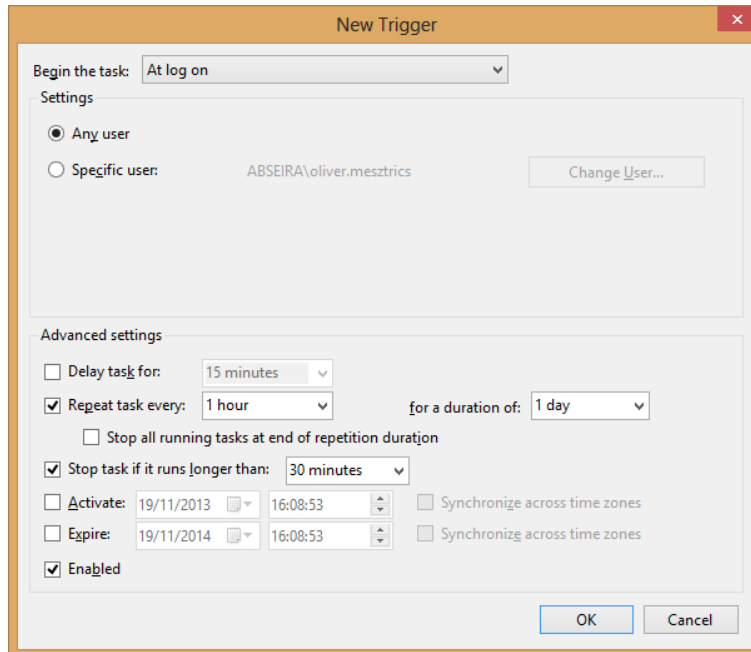 New Trigger
Begin the task: At log on
Settings
Any user
Specific user: ABSEIRA\oliver.mesztrics Change User...
Advanced settings
Delay task for: 15 minutes
Repeat task every: 1 hour for a duration of: 1 day
Stop all running tasks at end of repetition duration
Stop task if it runs longer than: 30 minutes
Activate: 19/11/2013 16:08:53 Synchronize across time zones
Expire: 19/11/2014 16:08:53 Synchronize across time zones
Enabled
OK Cancel